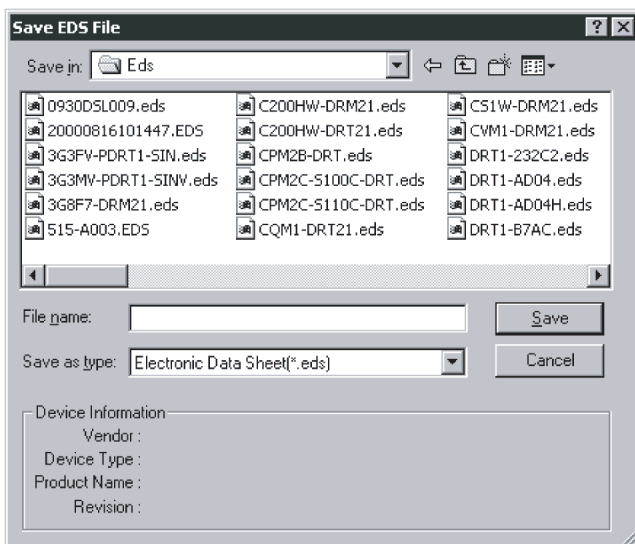 Save EDS File
Save in: Eds
0930DSL009.eds C200HW-DRM21.eds CS1W-DRM21.eds
20000816101447.EDS C200HW-DRT21.eds CVM1-DRM21.eds
3G3FV-PDRT1-SIN.eds CPM2B-DRT.eds DRT1-232C2.eds
3G3MV-PDRT1-SINV.eds CPM2C-S100C-DRT.eds DRT1-AD04.eds
3G8F7-DRM21.eds CPM2C-S110C-DRT.eds DRT1-AD04H.eds
515-A003.EDS CQM1-DRT21.eds DRT1-B7AC.eds
File name: Save
Save as type: Electronic Data Sheet(*.eds) Cancel
Device Information
Vendor :
Device Type :
Product Name :
Revision :